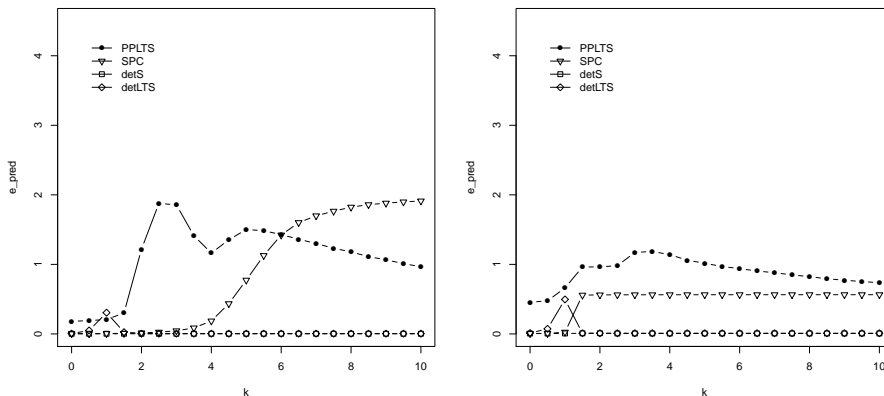 PPLTS
SPC
detS
detLTS
e_pred
4
3
2
1
0
0 2 4 6 8 10
k
PPLTS
SPC
detS
detLTS
e_pred
4
3
2
1
0
0 2 4 6 8 10
k